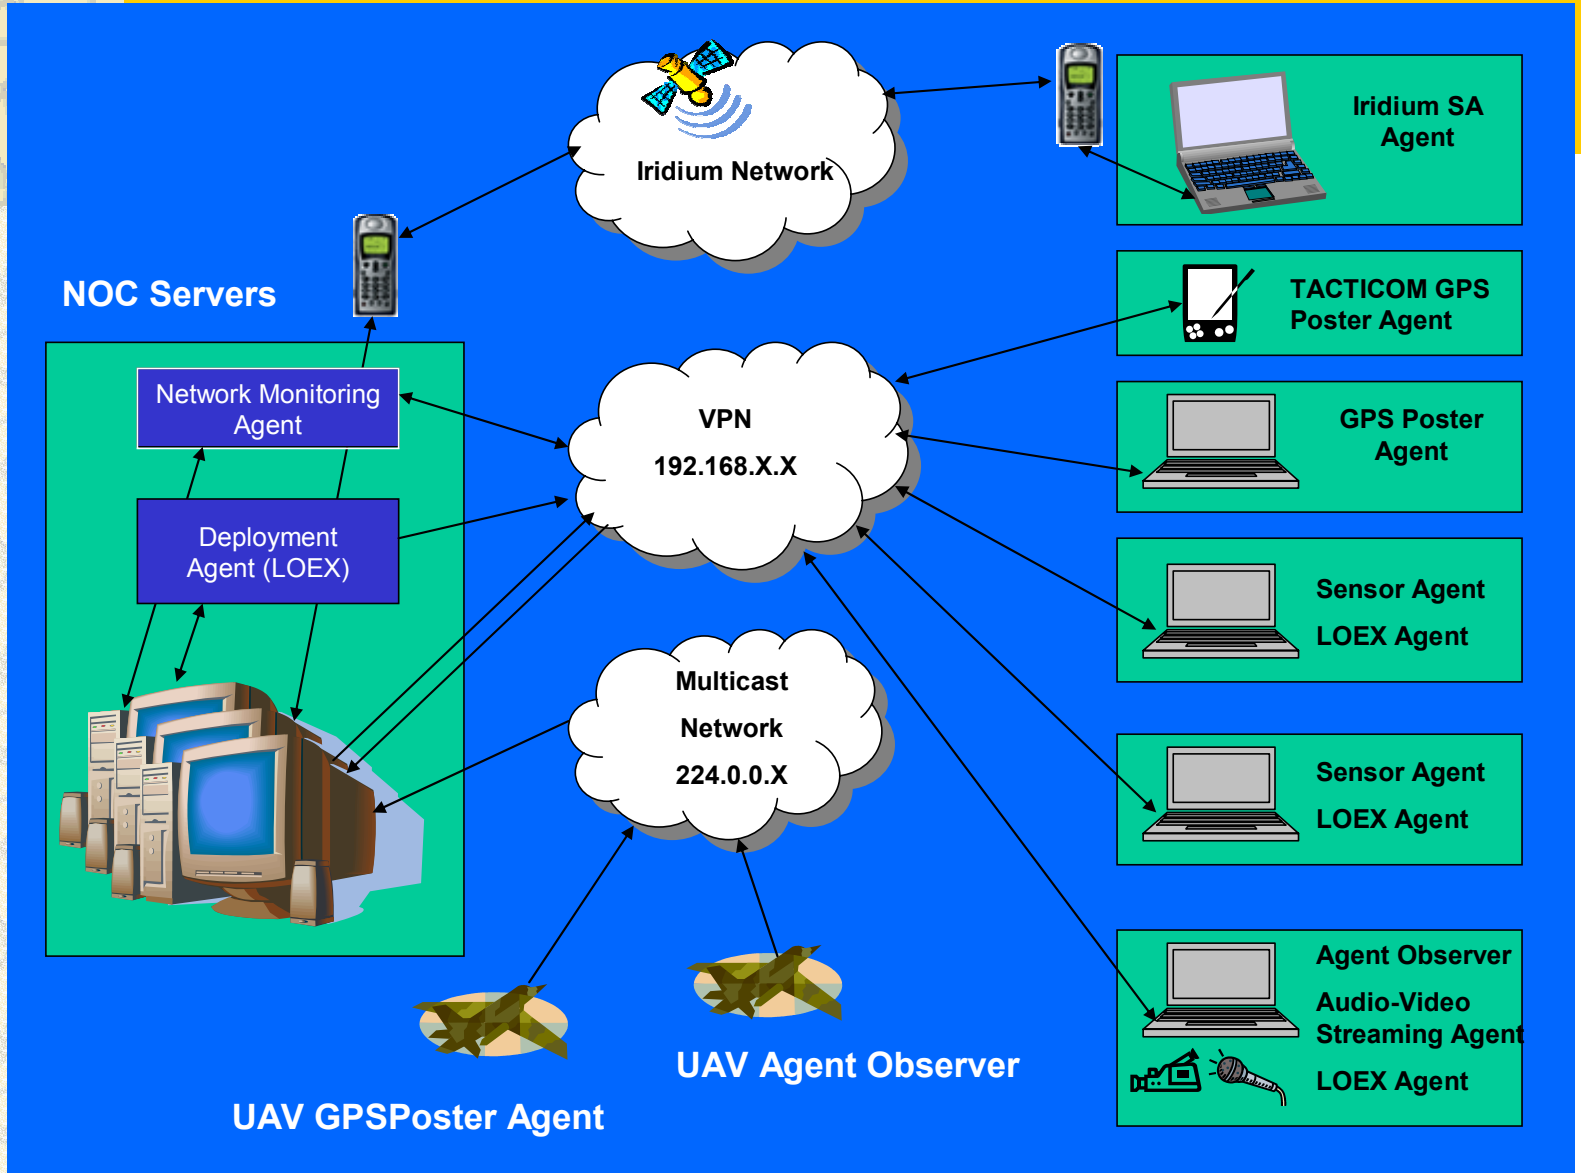 Iridium Network
Iridium SA
Agent
NOC Servers
TACTICOM GPS
Poster Agent
Network Monitoring
Agent
VPN
192.168.X.X
GPS Poster
Agent
Deployment
Agent (LOEX)
Sensor Agent
LOEX Agent
Multicast
Network
224.0.0.X
Sensor Agent
LOEX Agent
Agent Observer
Audio-Video
Streaming Agent
LOEX Agent
UAV Agent Observer
UAV GPSPoster Agent